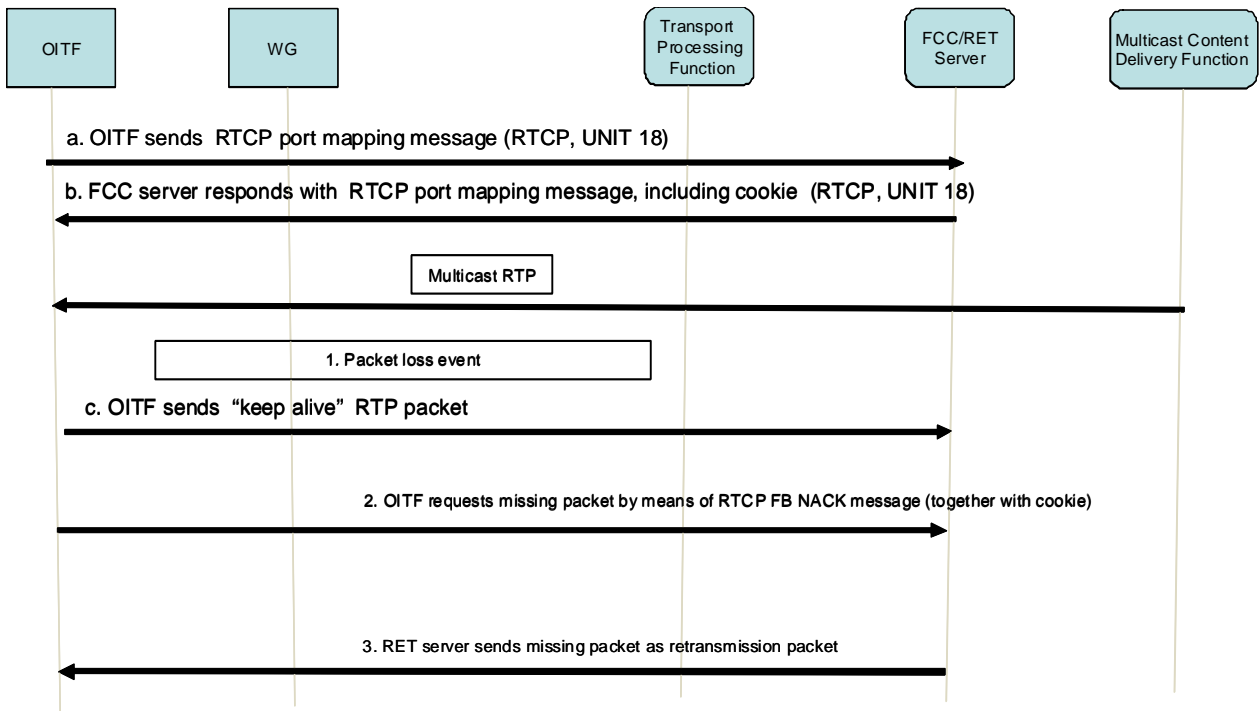 OITF
WG
Transport
Processing
Function
FCC/RET
Server
Multicast Content
Delivery Function
a. OITF sends RTCP port mapping message (RTCP, UNIT 18)
b. FCC server responds with RTCP port mapping message, including cookie (RTCP, UNIT 18)
Multicast RTP
1. Packet loss event
c. OITF sends “keep alive” RTP packet
2. OITF requests missing packet by means of RTCP FB NACK message (together with cookie)
3. RET server sends missing packet as retransmission packet